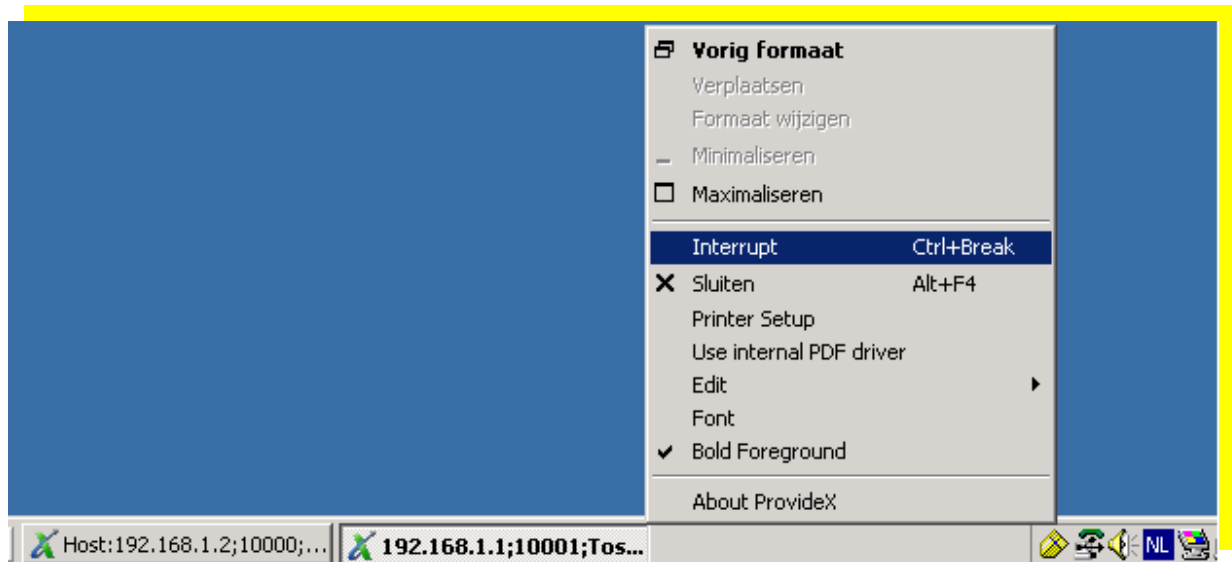 Vorig formaat
Verplaatsen
Formaat wijzigen
Minimaliseren
Maximaliseren
Interrupt Ctrl+Break
Sluiten Alt+F4
Printer Setup
Use internal PDF driver
Edit
Font
Bold Foreground
About ProvideX
Host:192.168.1.2;10000;... 192.168.1.1;10001;Tos... NL